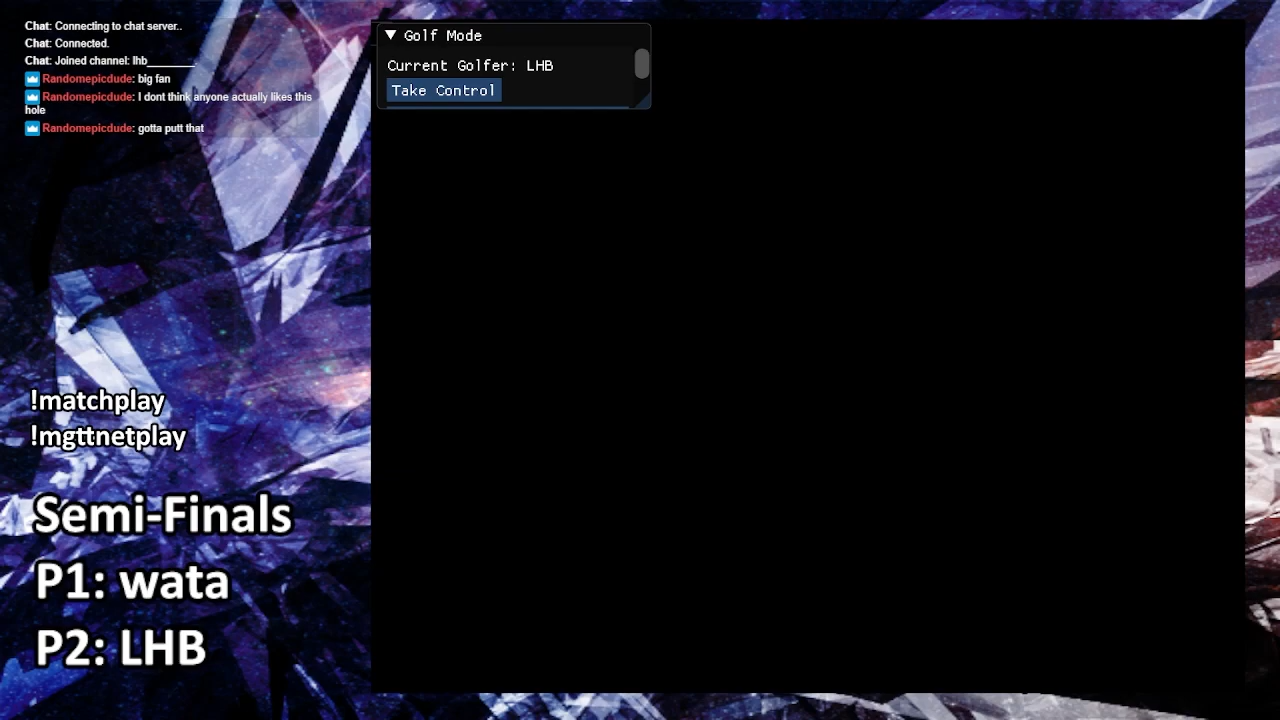 Chat: Connecting to chat server..
Chat: Connected.
Chat: Joined channel: lhb________
Randomepicdude: big fan
Randomepicdude: I dont think anyone actually likes this
hole
Randomepicdude: gotta putt that
Golf Mode
Current Golfer: LHB
Take Control
!matchplay
!mgttnetplay
Semi-Finals
P1: wata
P2: LHB